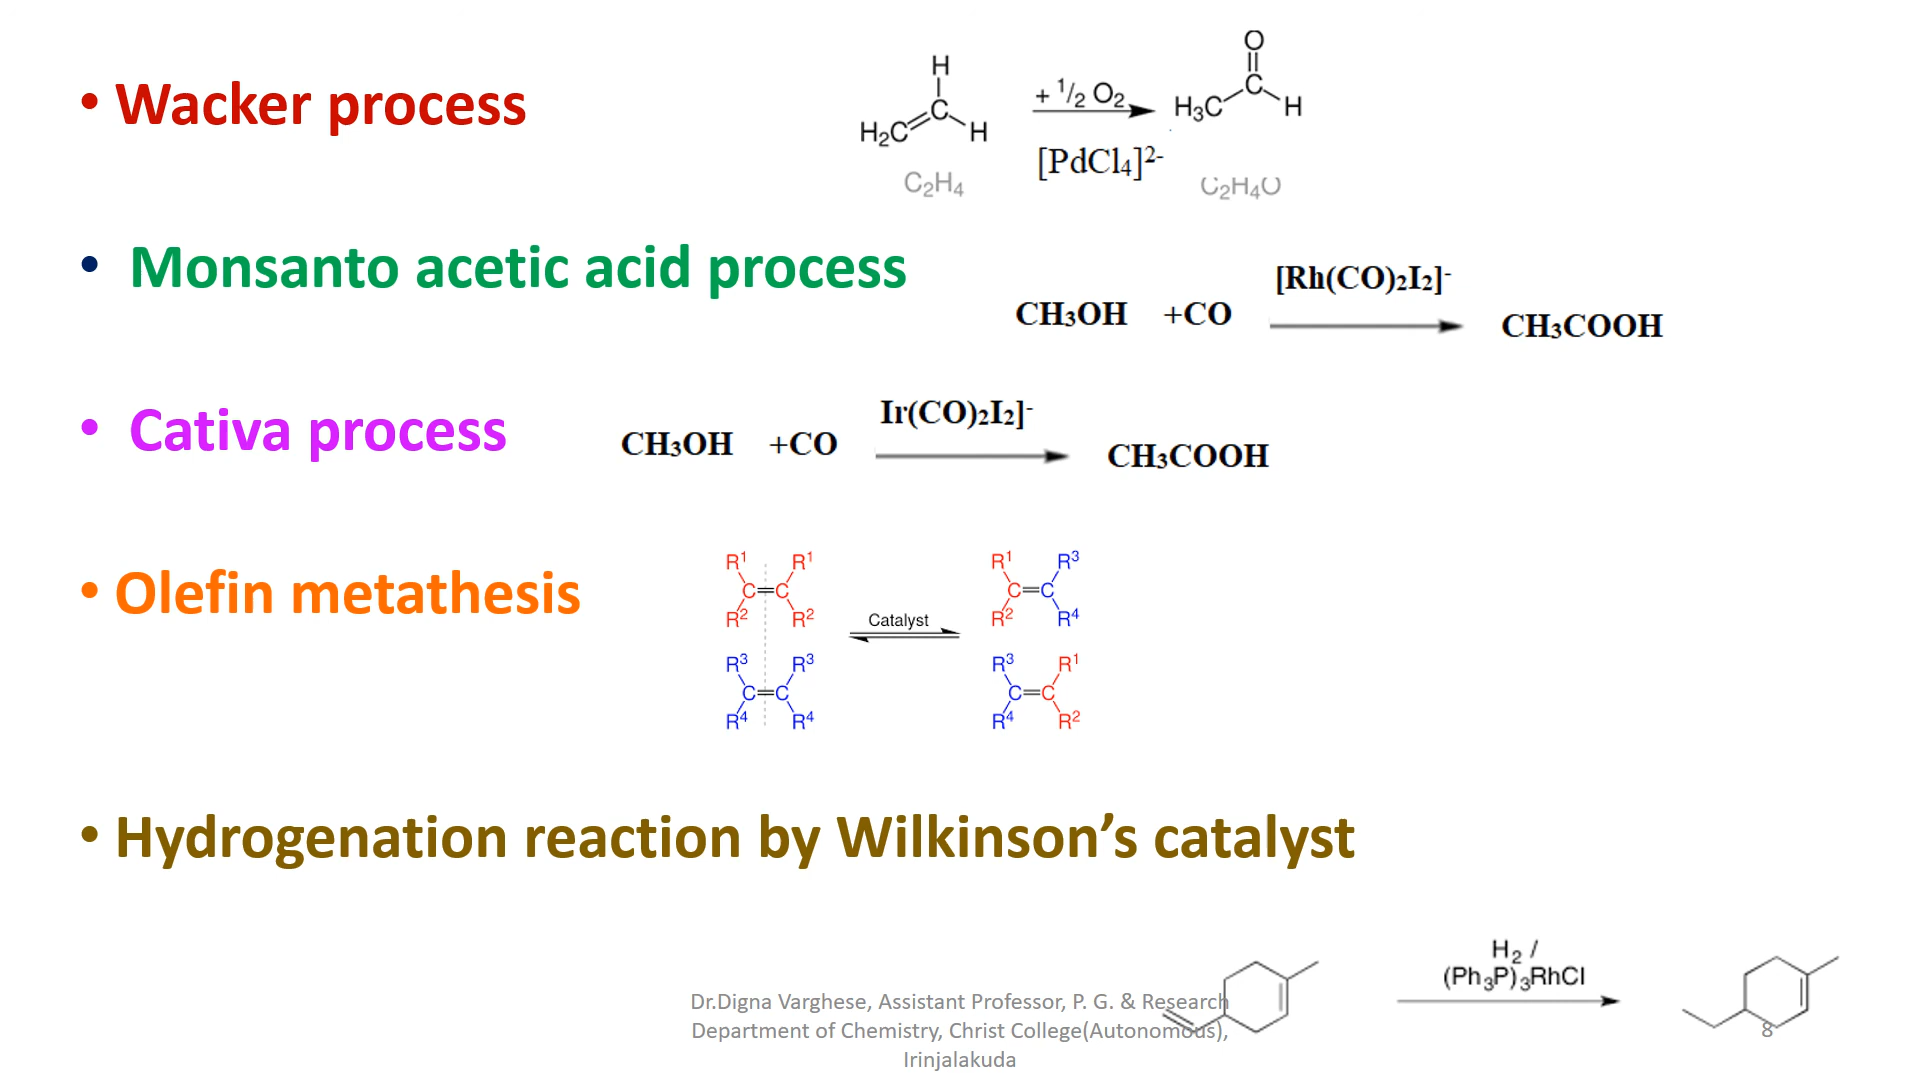 • Wacker process
H
H₂C=C
H
C₂H₄
+ ¹/₂ O₂
[PdCl₄]²⁻
O
H₃C
C
H
C₂H₄O
• Monsanto acetic acid process
CH₃OH +CO
[Rh(CO)₂I₂]⁻
CH₃COOH
• Cativa process
CH₃OH +CO
Ir(CO)₂I₂]⁻
CH₃COOH
• Olefin metathesis
R¹ R¹
C=C
R² R²
R³ R³
C=C
R⁴ R⁴
Catalyst
R¹ R³
C=C
R² R⁴
R³ R¹
C=C
R⁴ R²
• Hydrogenation reaction by Wilkinson’s catalyst
H₂ /
(Ph₃P)₃RhCl
Dr.Digna Varghese, Assistant Professor, P. G. & Research
Department of Chemistry, Christ College(Autonomous),
Irinjalakuda
8